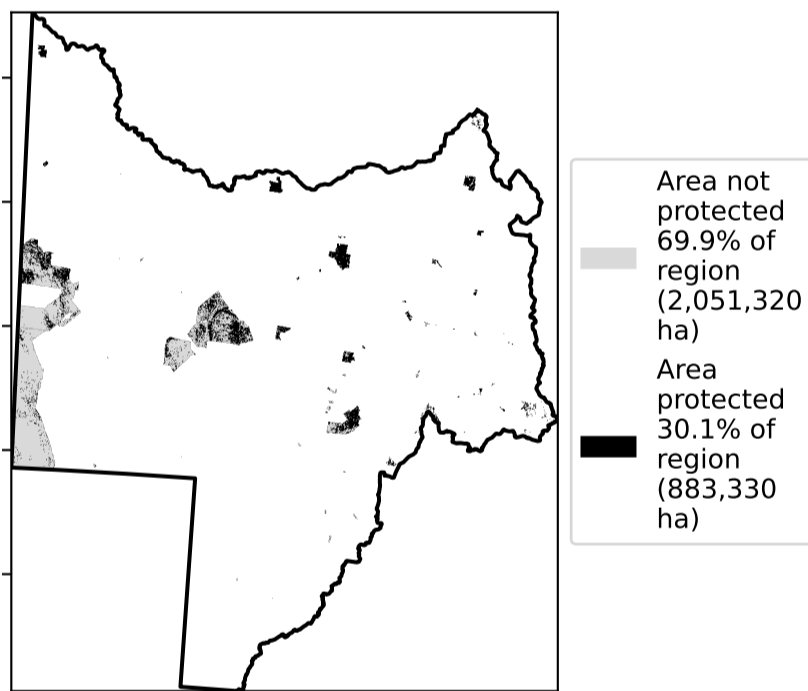 Area not
protected
69.9% of
region
(2,051,320
ha)
Area
protected
30.1% of
region
(883,330
ha)